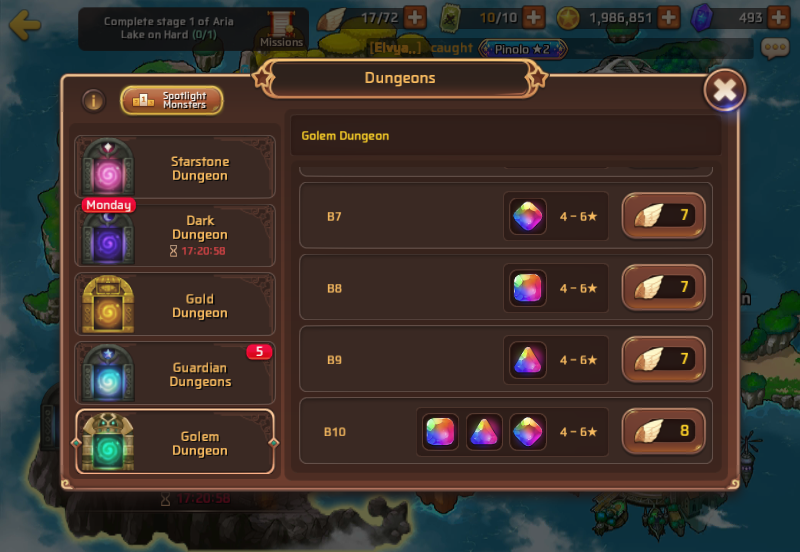 Complete stage 1 of Aria
Lake on Hard (0/1)
Missions
17/72
10/10
1,986,851
493
[Elvya,,] caught Pinolo ★2
Dungeons
i
Spotlight
Monsters
Starstone
Dungeon
Monday
Dark
Dungeon
17:20:58
Gold
Dungeon
5
Guardian
Dungeons
Golem
Dungeon
Golem Dungeon
B7 4 – 6★ 7
B8 4 – 6★ 7
B9 4 – 6★ 7
B10 4 – 6★ 8
17:20:58